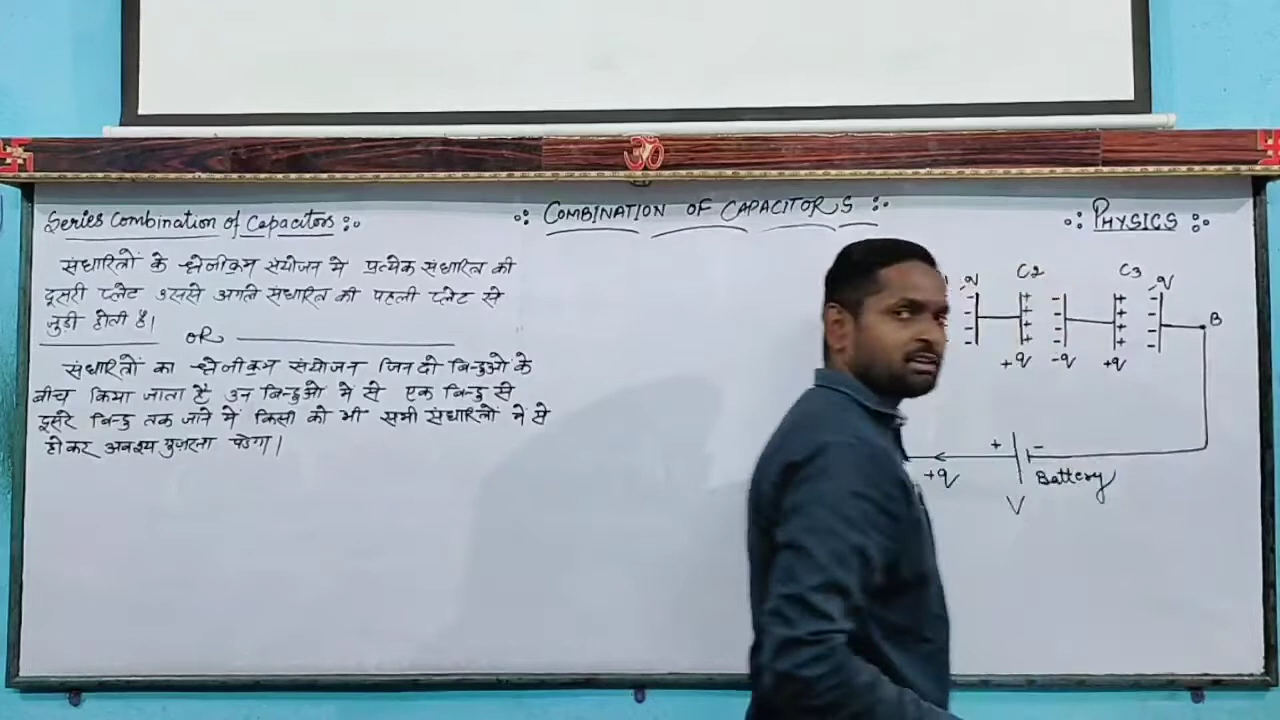 Series Combination of Capacitors :.
संधारित्रों के श्रेणीक्रम संयोजन मे प्रत्येक संधारित्र की
दूसरी प्लेट उससे अगले संधारित्र की पहली प्लेट से
जुड़ी होती है।
OR
संधारित्रों का श्रेणीक्रम संयोजन जिन दो बिन्दुओ के
बीच किया जाता है उन बिन्दुओ मे से एक बिन्दु से
दूसरे बिन्दु तक जाने में किसी को भी सभी संधारित्रो मे से
होकर अवश्य गुजरना पडेगा।
COMBINATION OF CAPACITORS
PHYSICS
C2 C3
-q -q
B
+q -q +q
+ -
+q Battery
V
ॐ